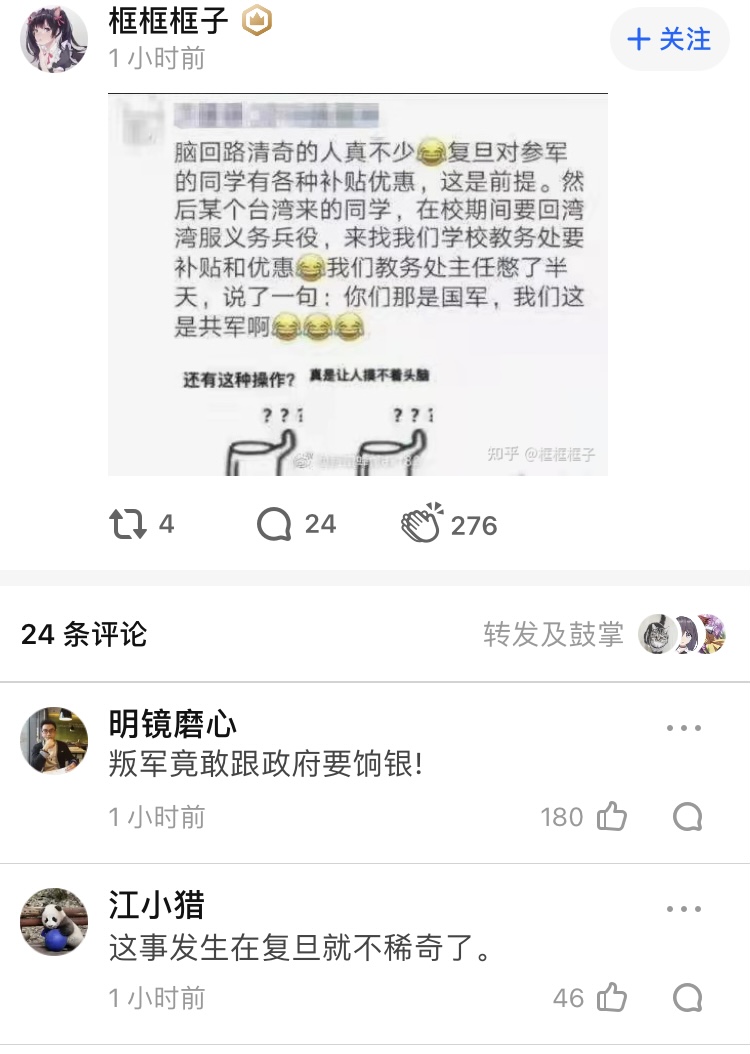 框框框子
1 小时前
+ 关注
脑回路清奇的人真不少😂复旦对参军
的同学有各种补贴优惠，这是前提。然
后某个台湾来的同学，在校期间要回湾
湾服义务兵役，来找我们学校教务处要
补贴和优惠😂我们教务处主任憋了半
天，说了一句：你们那是国军，我们这
是共军啊😂😂😂
还有这种操作？ 真是让人摸不着头脑
? ? ? ? ? ?
知乎 @框框框子
4 24 276
24 条评论 转发及鼓掌
明镜磨心
叛军竟敢跟政府要饷银!
1 小时前 180
江小猎
这事发生在复旦就不稀奇了。
1 小时前 46